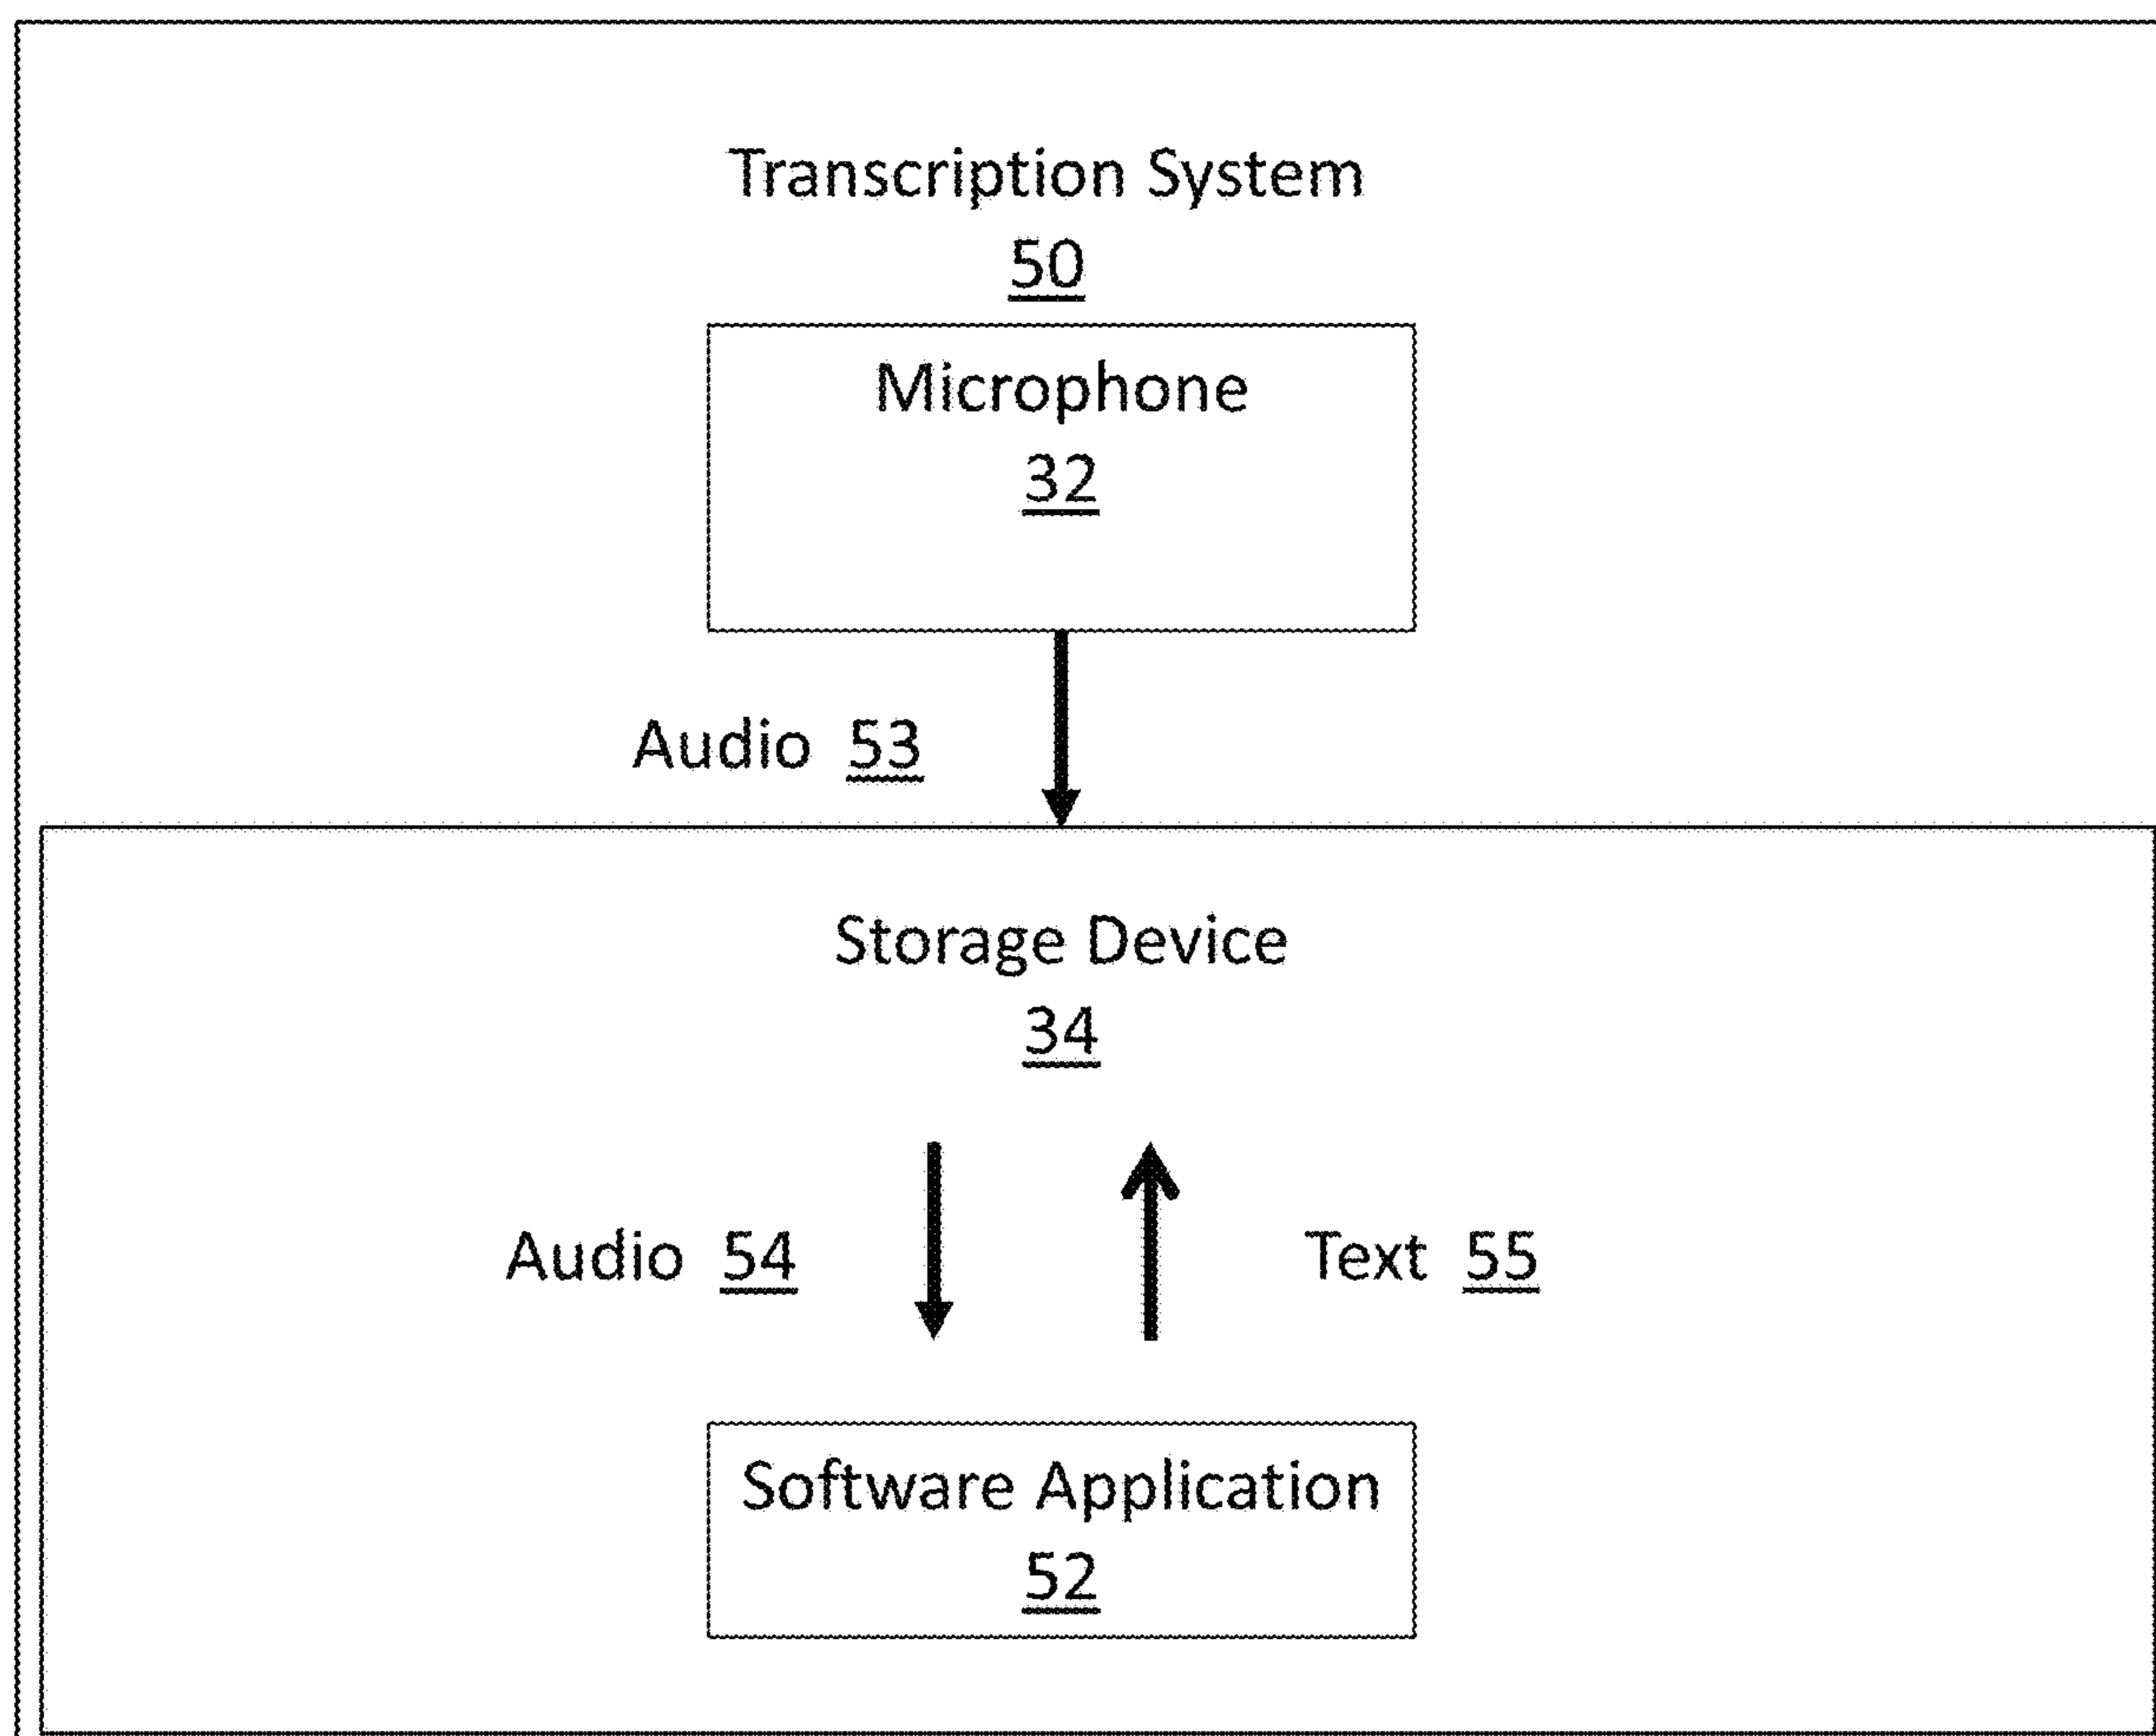 Transcription System
50
Microphone
32
Audio 53
Storage Device
34
Audio 54
Text 55
Software Application
52